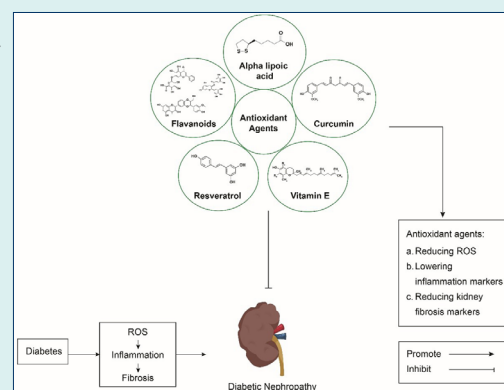 Alpha lipoic
acid
Flavanoids
Antioxidant
Agents
Curcumin
Resveratrol
Vitamin E
Antioxidant agents:
a. Reducing ROS
b. Lowering
inflammation markers
c. Reducing kidney
fibrosis markers
Diabetes
ROS
Inflammation
Fibrosis
Diabetic Nephropathy
Promote
Inhibit